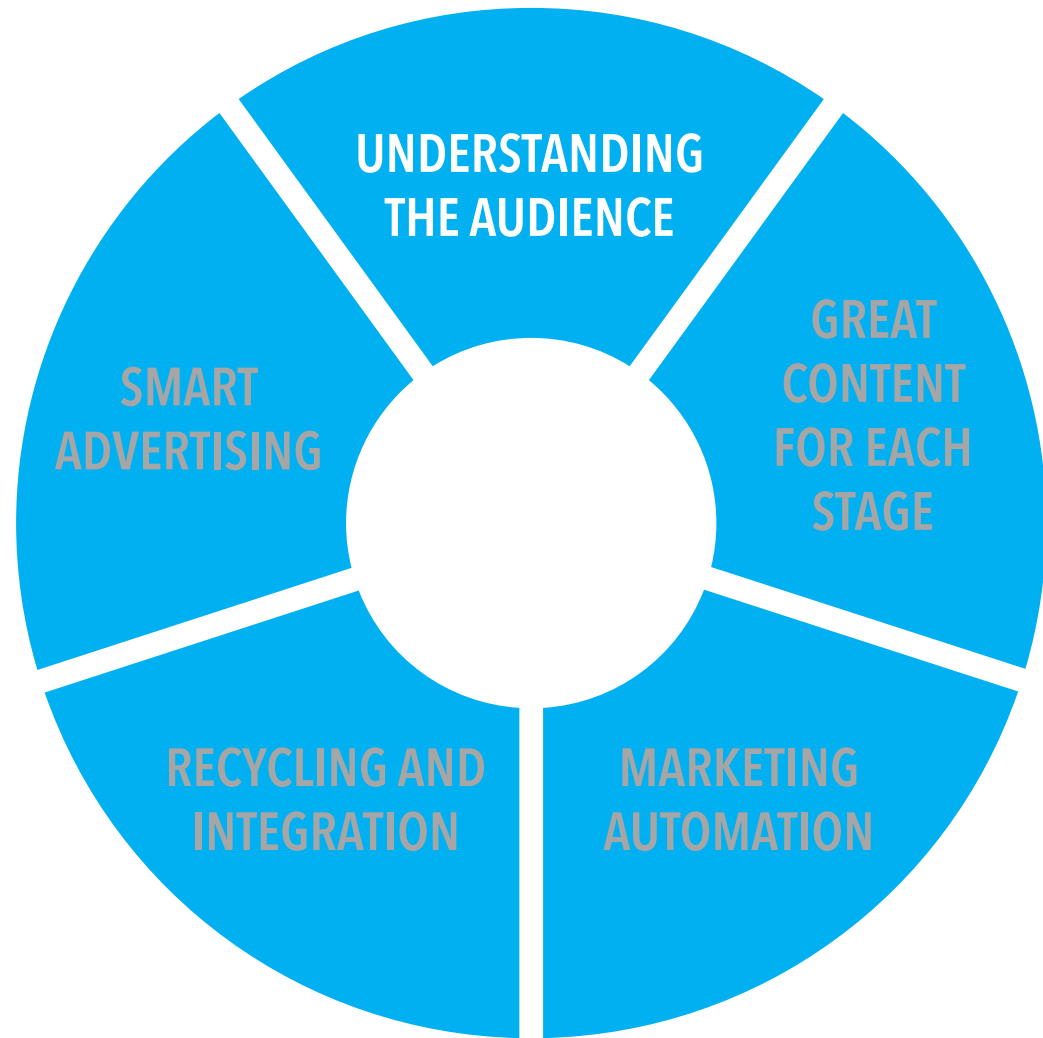 UNDERSTANDING
THE AUDIENCE
GREAT
CONTENT
FOR EACH
STAGE
MARKETING
AUTOMATION
RECYCLING AND
INTEGRATION
SMART
ADVERTISING